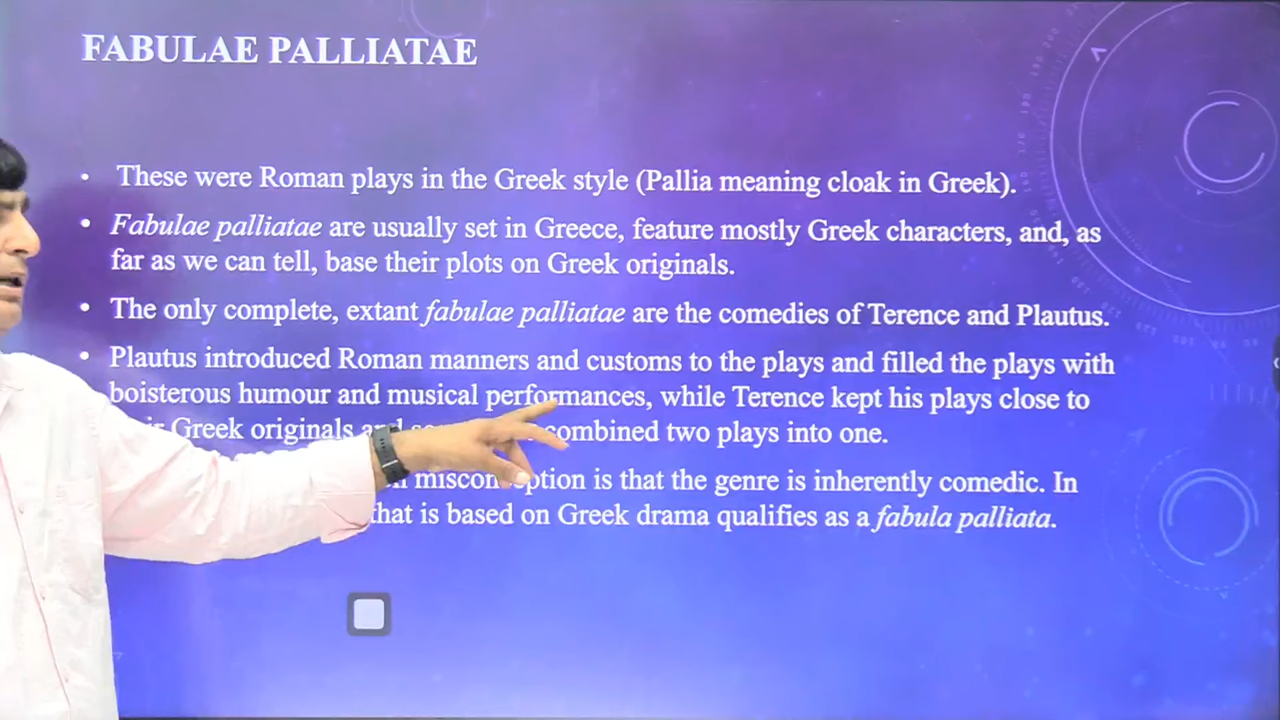 FABULAE PALLIATAE
• These were Roman plays in the Greek style (Pallia meaning cloak in Greek).
• Fabulae palliatae are usually set in Greece, feature mostly Greek characters, and, as
far as we can tell, base their plots on Greek originals.
• The only complete, extant fabulae palliatae are the comedies of Terence and Plautus.
• Plautus introduced Roman manners and customs to the plays and filled the plays with
boisterous humour and musical performances, while Terence kept his plays close to
Greek originals and combined two plays into one.
misconception is that the genre is inherently comedic. In
that is based on Greek drama qualifies as a fabula palliata.